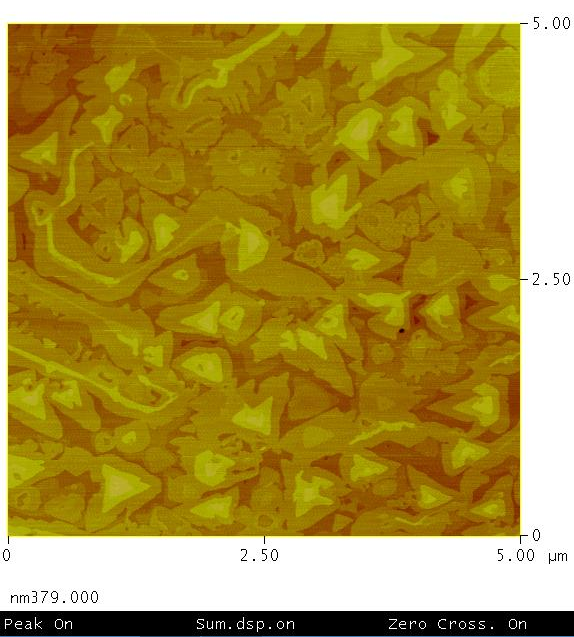 5.00
2.50
0
0 2.50 5.00 µm
nm379.000
Peak On Sum.dsp.on Zero Cross. On